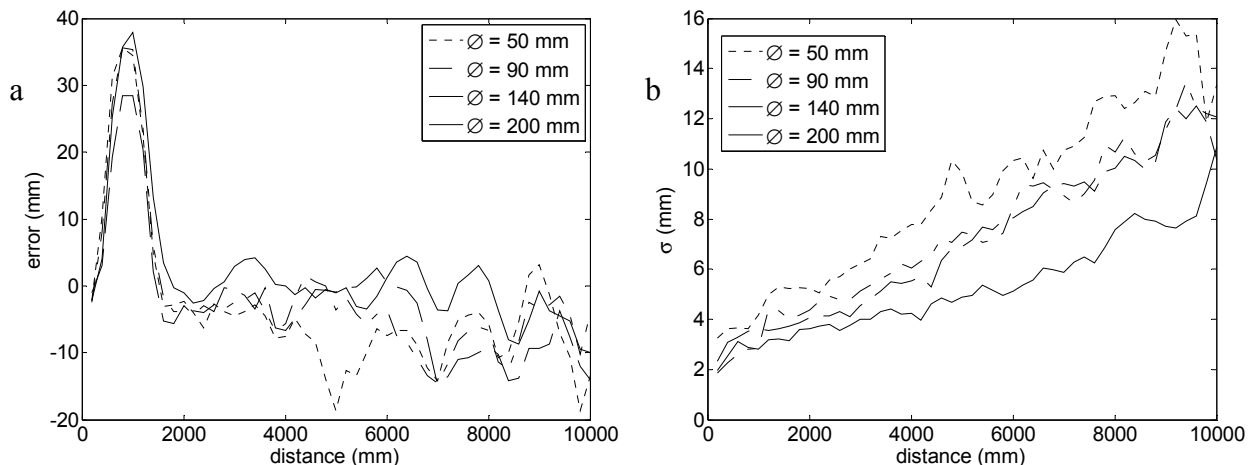 a
error (mm)
40
30
20
10
0
-10
-20
0 2000 4000 6000 8000 10000
distance (mm)
∅ = 50 mm
∅ = 90 mm
∅ = 140 mm
∅ = 200 mm
b
σ (mm)
16
14
12
10
8
6
4
2
0
0 2000 4000 6000 8000 10000
distance (mm)
∅ = 50 mm
∅ = 90 mm
∅ = 140 mm
∅ = 200 mm